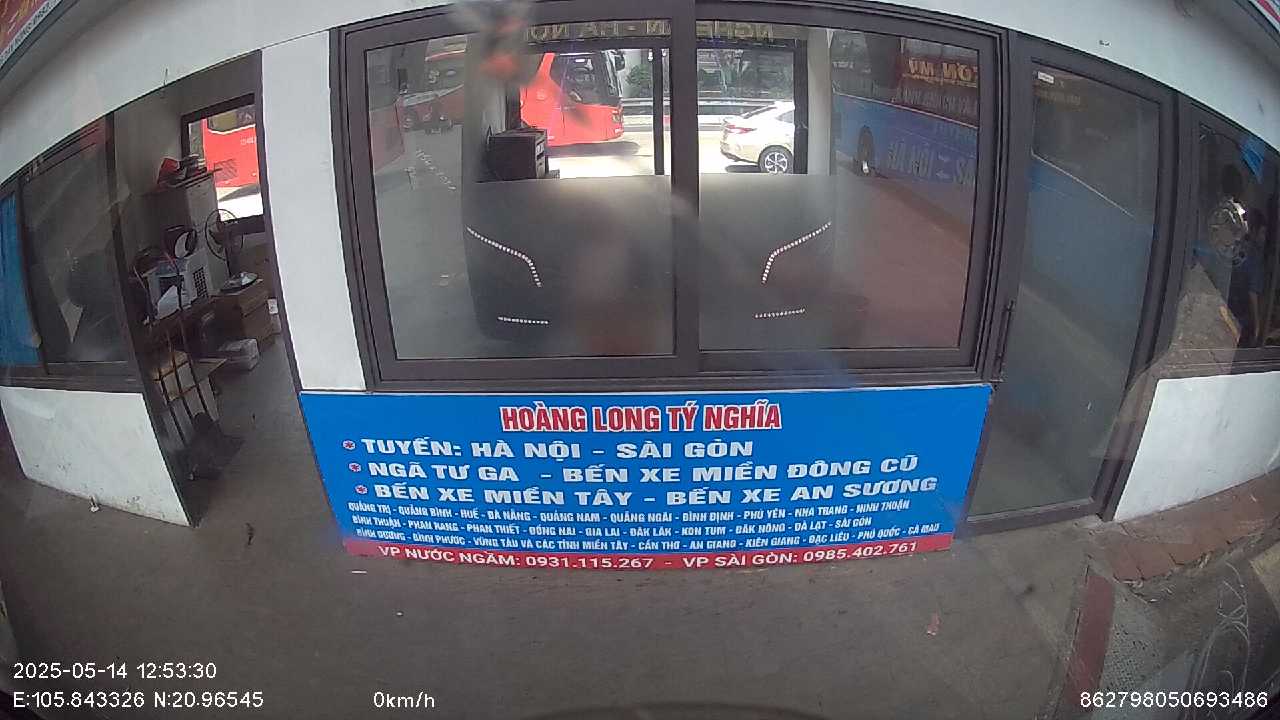 HOÀNG LONG TÝ NGHĨA
TUYẾN: HÀ NỘI - SÀI GÒN
NGÃ TƯ GA - BẾN XE MIỀN ĐÔNG CŨ
BẾN XE MIỀN TÂY - BẾN XE AN SƯƠNG
QUẢNG TRỊ - QUẢNG BÌNH - HUẾ - ĐÀ NẴNG - QUẢNG NAM - QUÃNG NGÃI - BÌNH ĐỊNH - PHÚ YÊN - NHA TRANG - NINH THUẬN
BÌNH THUẬN - PHAN RANG - PHAN THIẾT - ĐỒNG NAI - GIA LAI - ĐĂK LĂK - KON TUM - ĐĂK NÔNG - ĐÀ LẠT - SÀI GÒN
BÌNH DƯƠNG - BÌNH PHƯỚC - VŨNG TÀU VÀ CÁC TỈNH MIỀN TÂY - CẦN THƠ - AN GIANG - KIÊN GIANG - BẠC LIÊU - PHÚ QUỐC - CÀ MAU
VP NƯỚC NGẦM: 0931.115.267 - VP SÀI GÒN: 0985.402.761
2025-05-14 12:53:30
E:105.843326 N:20.96545
0km/h
862798050693486